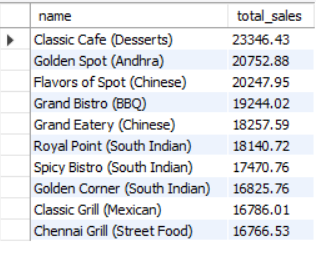 name total_sales
Classic Cafe (Desserts) 23346.43
Golden Spot (Andhra) 20752.88
Flavors of Spot (Chinese) 20247.95
Grand Bistro (BBQ) 19244.02
Grand Eatery (Chinese) 18257.59
Royal Point (South Indian) 18140.72
Spicy Bistro (South Indian) 17470.76
Golden Corner (South Indian) 16825.76
Classic Grill (Mexican) 16786.01
Chennai Grill (Street Food) 16766.53